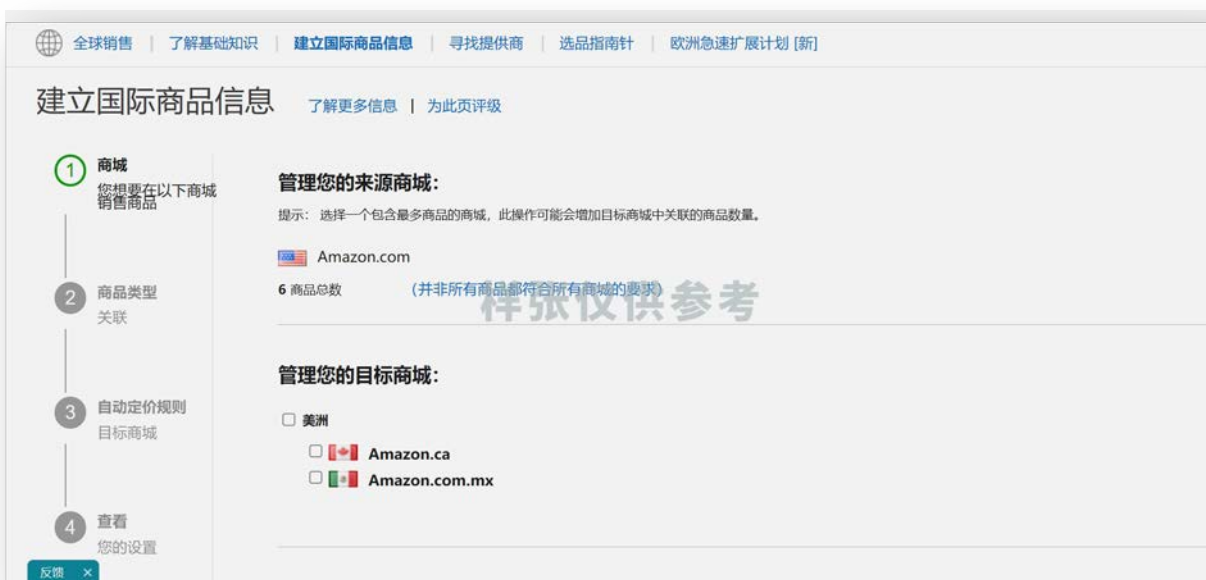 全球销售 | 了解基础知识 | 建立国际商品信息 | 寻找提供商 | 选品指南针 | 欧洲急速扩展计划 [新]
建立国际商品信息 了解更多信息 | 为此页评级
1 商城
您想要在以下商城
销售商品
管理您的来源商城：
提示： 选择一个包含最多商品的商城，此操作可能会增加目标商城中关联的商品数量。
Amazon.com
6 商品总数 （并非所有商品都符合所有商城的要求）
样张仅供参考
2 商品类型
关联
管理您的目标商城：
美洲
Amazon.ca
Amazon.com.mx
3 自动定价规则
目标商城
4 查看
您的设置
反馈 ×